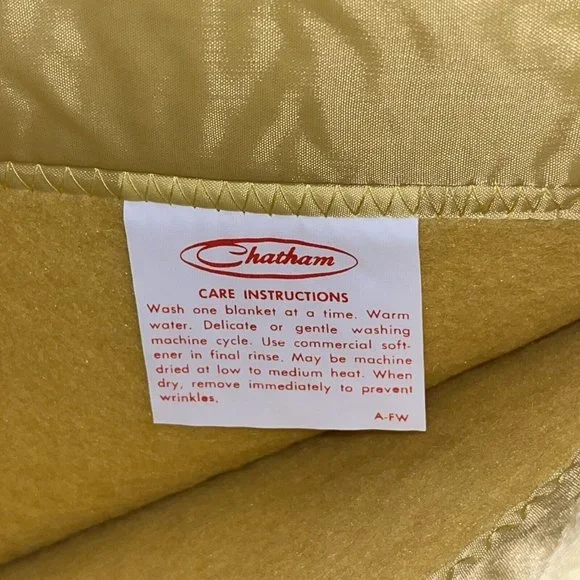 Chatham
CARE INSTRUCTIONS
Wash one blanket at a time. Warm
water. Delicate or gentle washing
machine cycle. Use commercial soft-
ener in final rinse. May be machine
dried at low to medium heat. When
dry, remove immediately to prevent
wrinkles.
A-FW